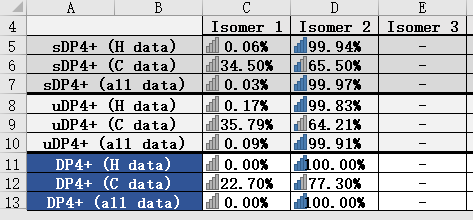 A B C D E
4 Isomer 1 Isomer 2 Isomer 3
5 sDP4+ (H data) 0.06% 99.94% –
6 sDP4+ (C data) 34.50% 65.50% –
7 sDP4+ (all data) 0.03% 99.97% –
8 uDP4+ (H data) 0.17% 99.83% –
9 uDP4+ (C data) 35.79% 64.21% –
10 uDP4+ (all data) 0.09% 99.91% –
11 DP4+ (H data) 0.00% 100.00% –
12 DP4+ (C data) 22.70% 77.30% –
13 DP4+ (all data) 0.00% 100.00% –